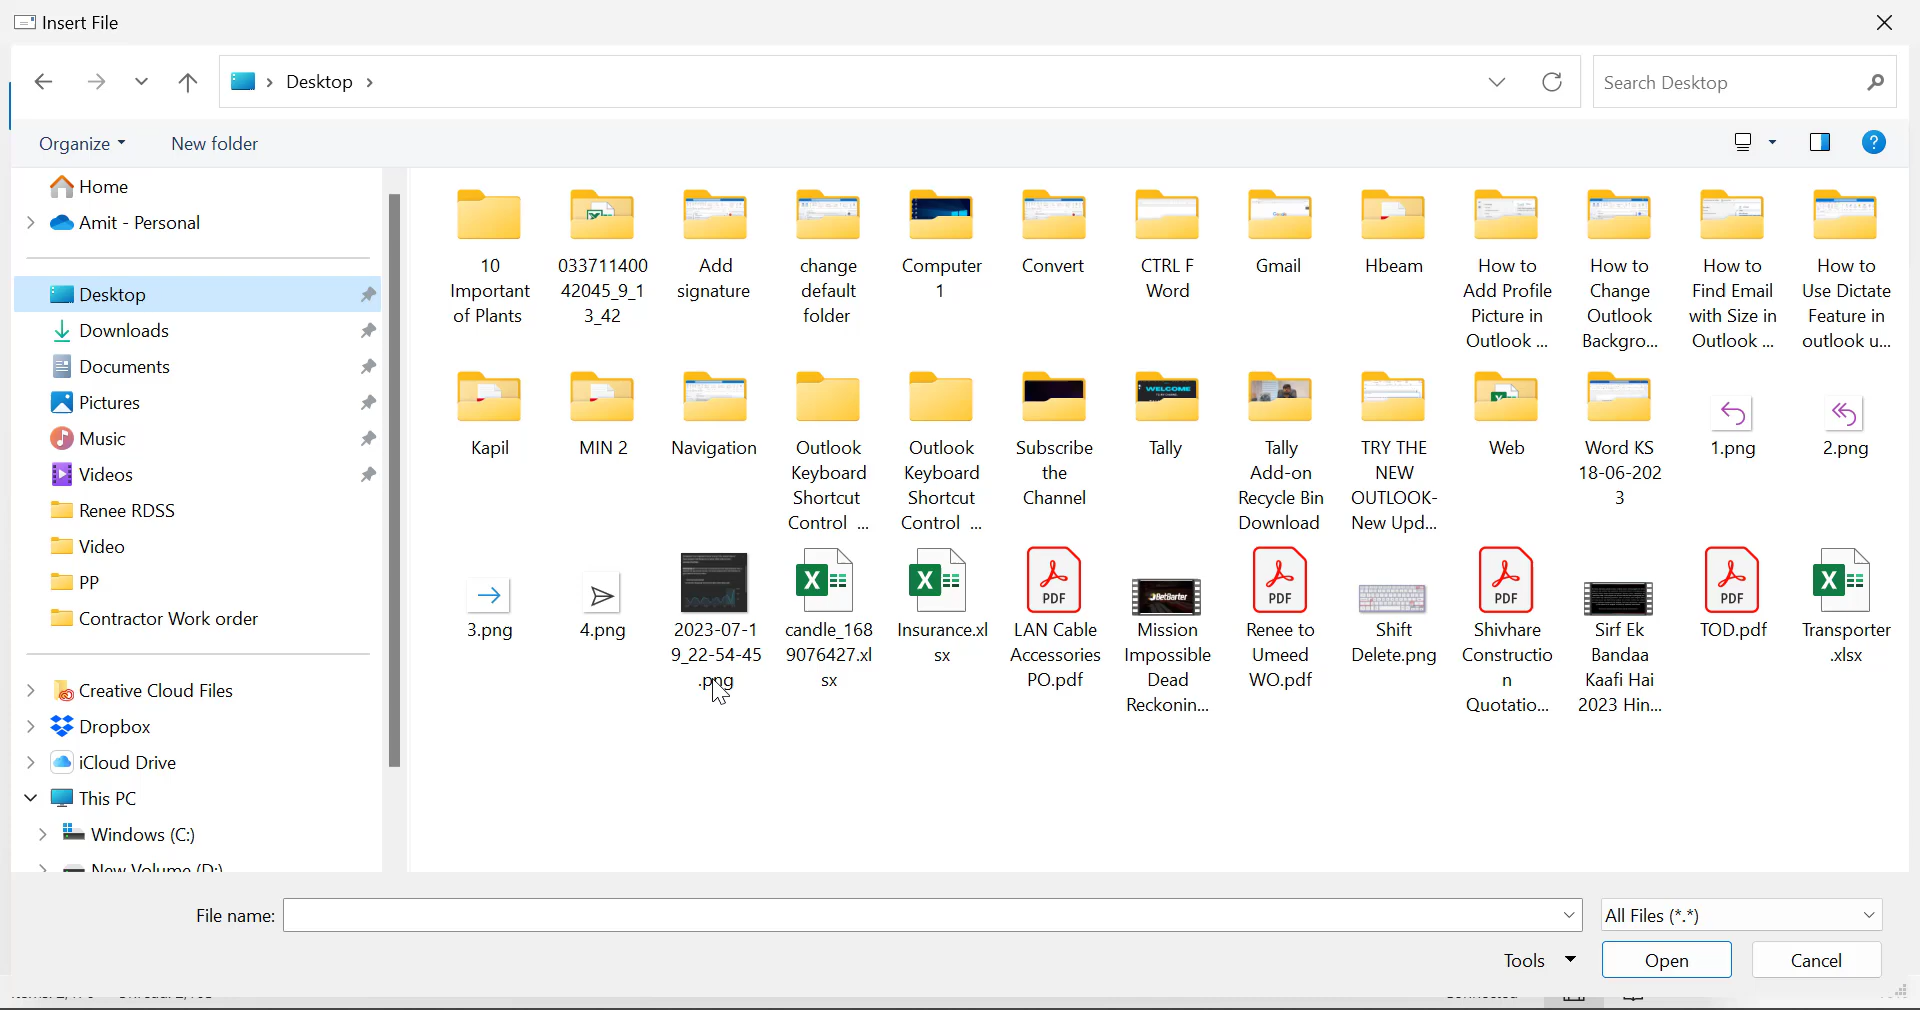 Insert File
Desktop
Search Desktop
Organize
New folder
Home
Amit - Personal
Desktop
Downloads
Documents
Pictures
Music
Videos
Renee RDSS
Video
PP
Contractor Work order
Creative Cloud Files
Dropbox
iCloud Drive
This PC
Windows (C:)
New Volume (D:)
10
Important
of Plants
033711400
42045_9_1
3_42
Add
signature
change
default
folder
Computer
1
Convert
CTRL F
Word
Gmail
Hbeam
How to
Add Profile
Picture in
Outlook ...
How to
Change
Outlook
Backgro...
How to
Find Email
with Size in
Outlook ...
How to
Use Dictate
Feature in
outlook u...
Kapil
MIN 2
Navigation
Outlook
Keyboard
Shortcut
Control ...
Outlook
Keyboard
Shortcut
Control ...
Subscribe
the
Channel
WELCOME
Tally
Tally
Add-on
Recycle Bin
Download
TRY THE
NEW
OUTLOOK-
New Upd...
Web
Word KS
18-06-202
3
1.png
2.png
3.png
4.png
2023-07-1
9_22-54-45
.png
candle_168
9076427.xl
sx
Insurance.xl
sx
PDF
LAN Cable
Accessories
PO.pdf
BetBarter
Mission
Impossible
Dead
Reckonin...
PDF
Renee to
Umeed
WO.pdf
Shift
Delete.png
PDF
Shivhare
Constructio
n
Quotatio...
Sirf Ek
Bandaa
Kaafi Hai
2023 Hin...
PDF
TOD.pdf
Transporter
.xlsx
File name:
All Files (*.*)
Tools
Open
Cancel